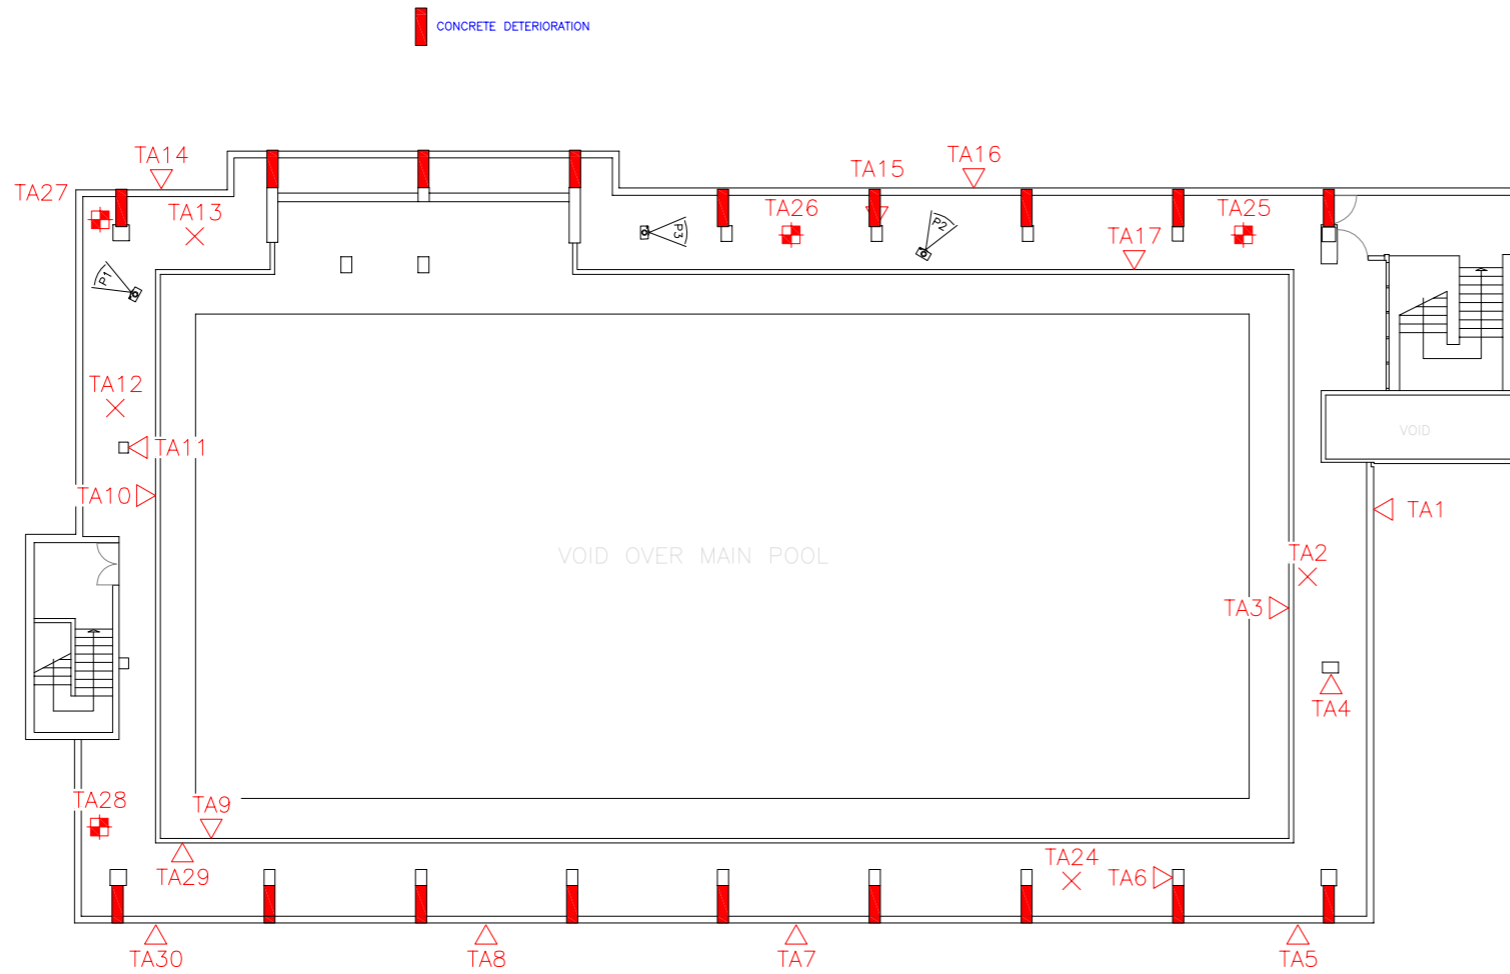 CONCRETE DETERIORATION
TA14
TA16
TA15
TA27
TA13
TA26
TA25
P3
P2
TA17
P1
TA12
TA11
VOID
TA10
TA1
VOID OVER MAIN POOL
TA2
TA3
TA4
TA28
TA9
TA24
TA29
TA6
TA30
TA8
TA7
TA5